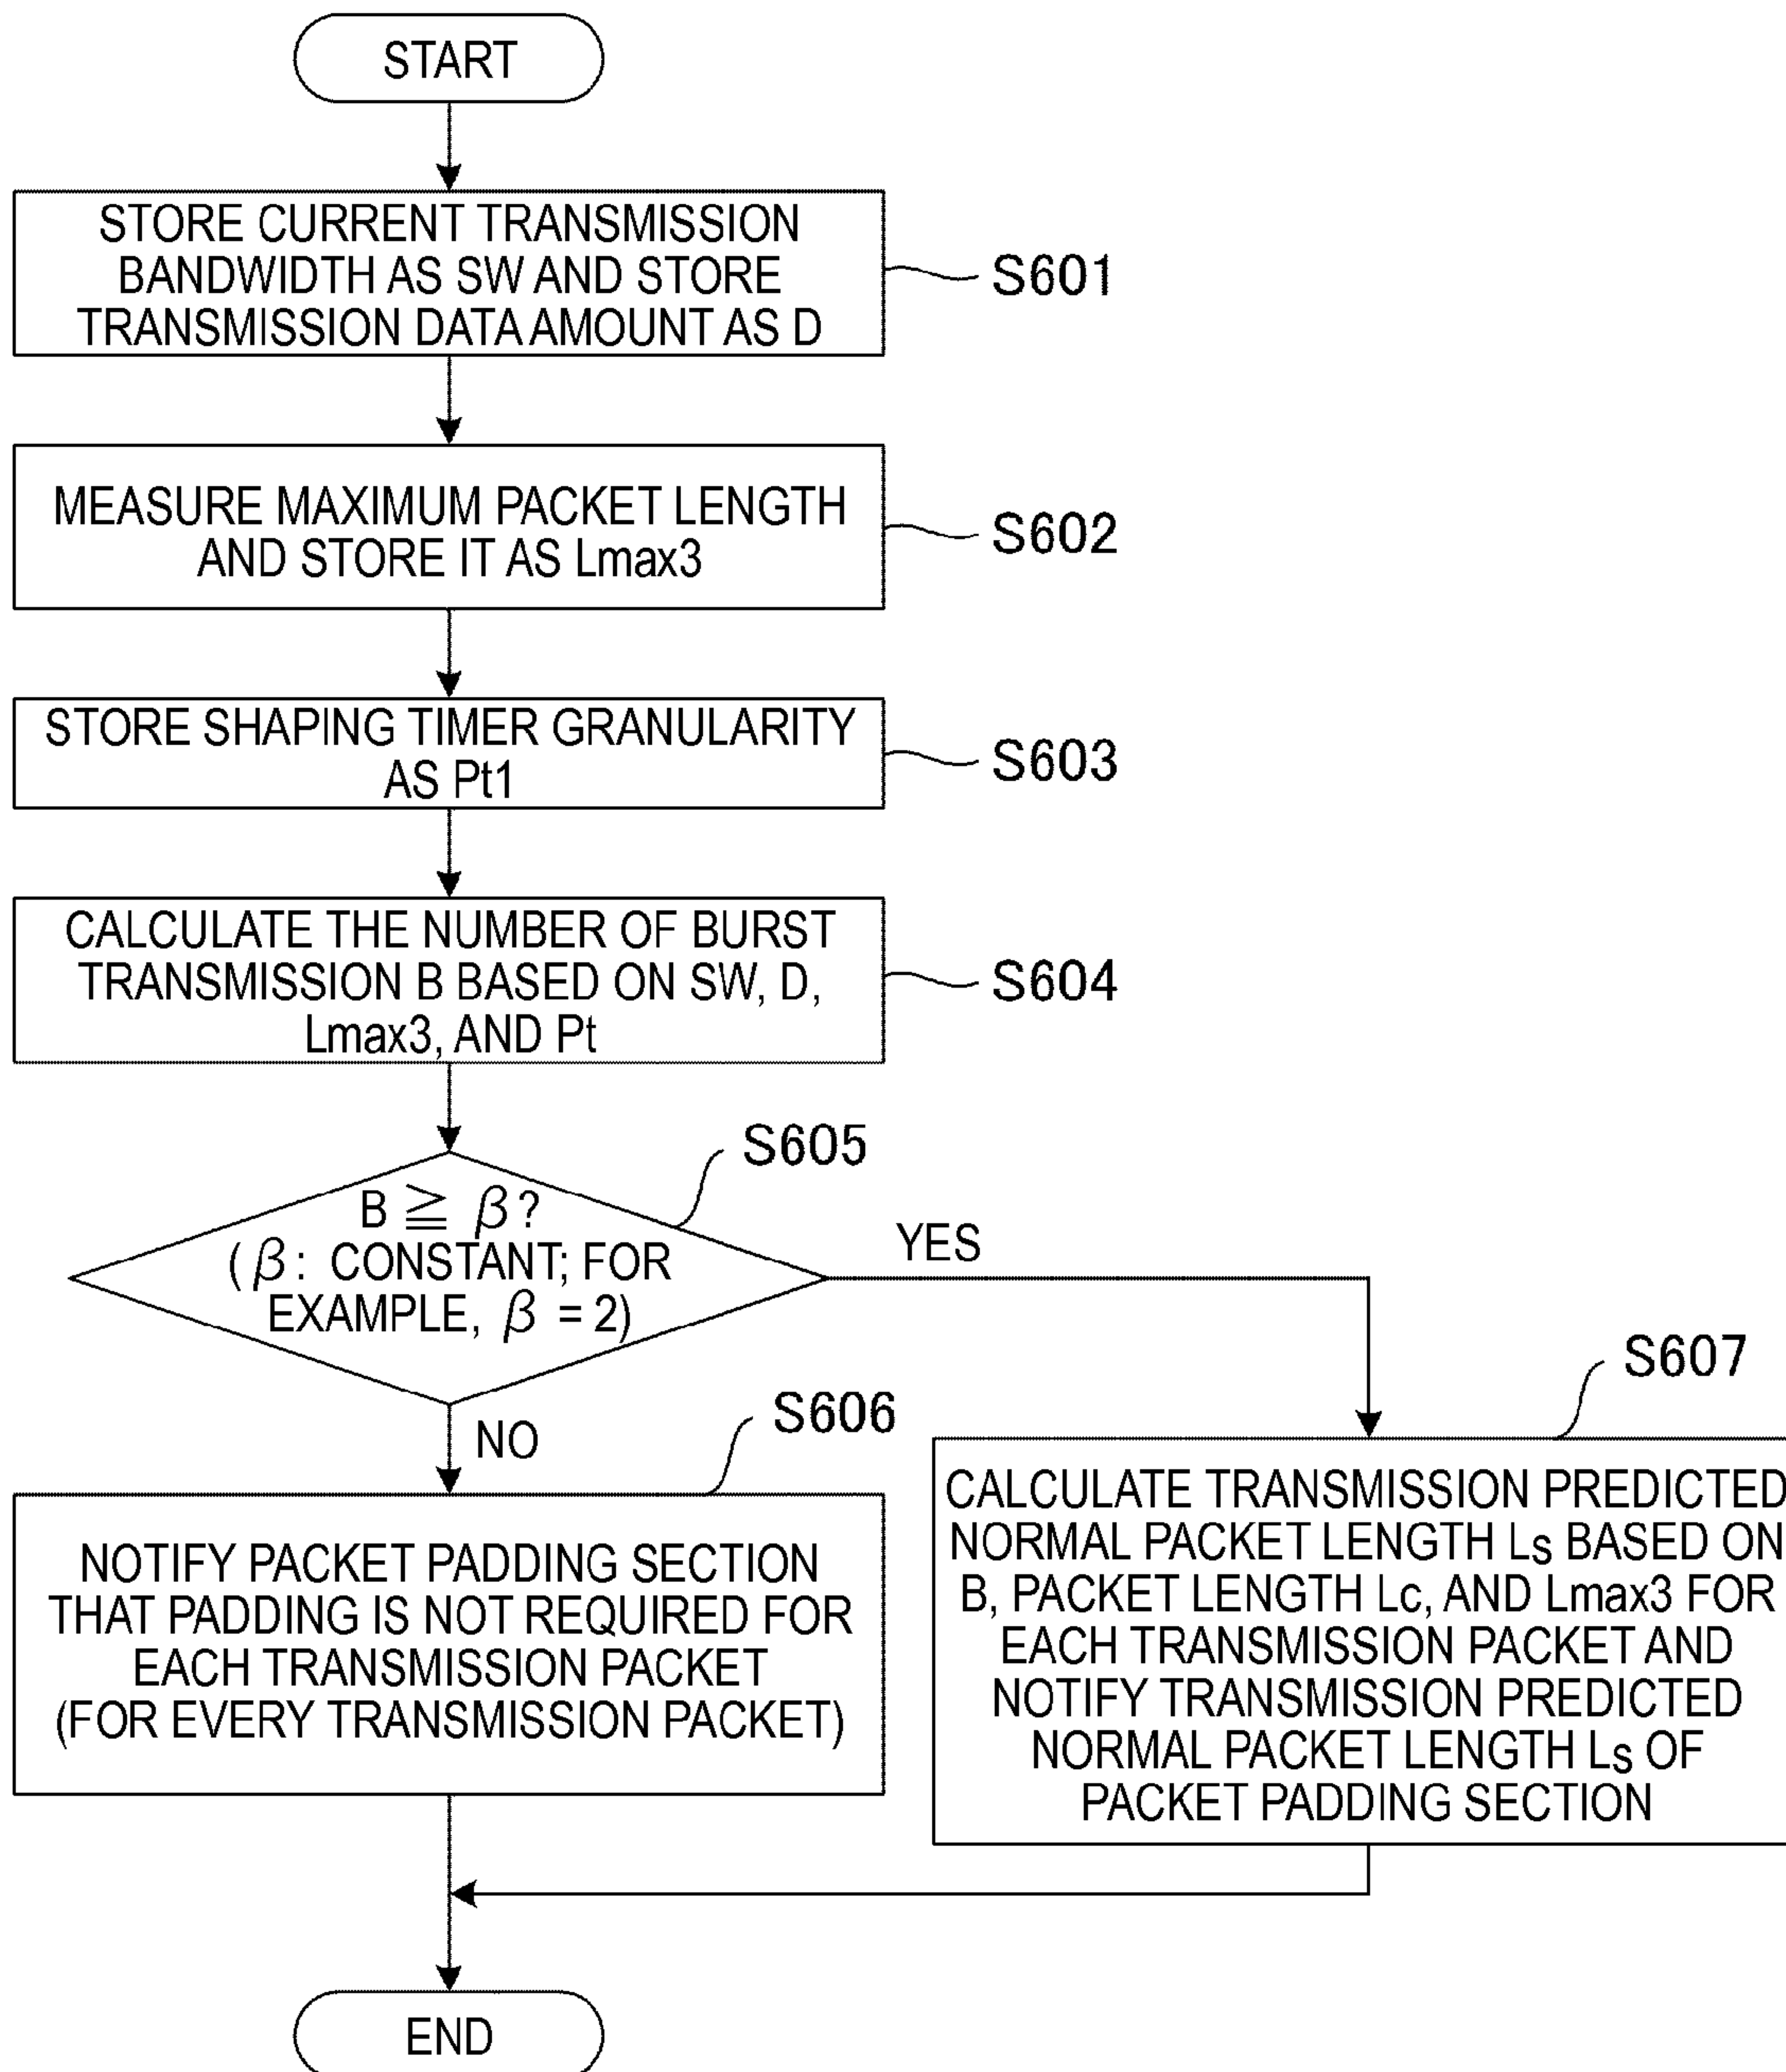 START
STORE CURRENT TRANSMISSION
BANDWIDTH AS SW AND STORE
TRANSMISSION DATA AMOUNT AS D
S601
MEASURE MAXIMUM PACKET LENGTH
AND STORE IT AS Lmax3
S602
STORE SHAPING TIMER GRANULARITY
AS Pt1
S603
CALCULATE THE NUMBER OF BURST
TRANSMISSION B BASED ON SW, D,
Lmax3, AND Pt
S604
S605
B ≧ β?
(β: CONSTANT; FOR
EXAMPLE, β = 2)
YES
NO
S606
NOTIFY PACKET PADDING SECTION
THAT PADDING IS NOT REQUIRED FOR
EACH TRANSMISSION PACKET
(FOR EVERY TRANSMISSION PACKET)
S607
CALCULATE TRANSMISSION PREDICTED
NORMAL PACKET LENGTH Ls BASED ON
B, PACKET LENGTH Lc, AND Lmax3 FOR
EACH TRANSMISSION PACKET AND
NOTIFY TRANSMISSION PREDICTED
NORMAL PACKET LENGTH Ls OF
PACKET PADDING SECTION
END